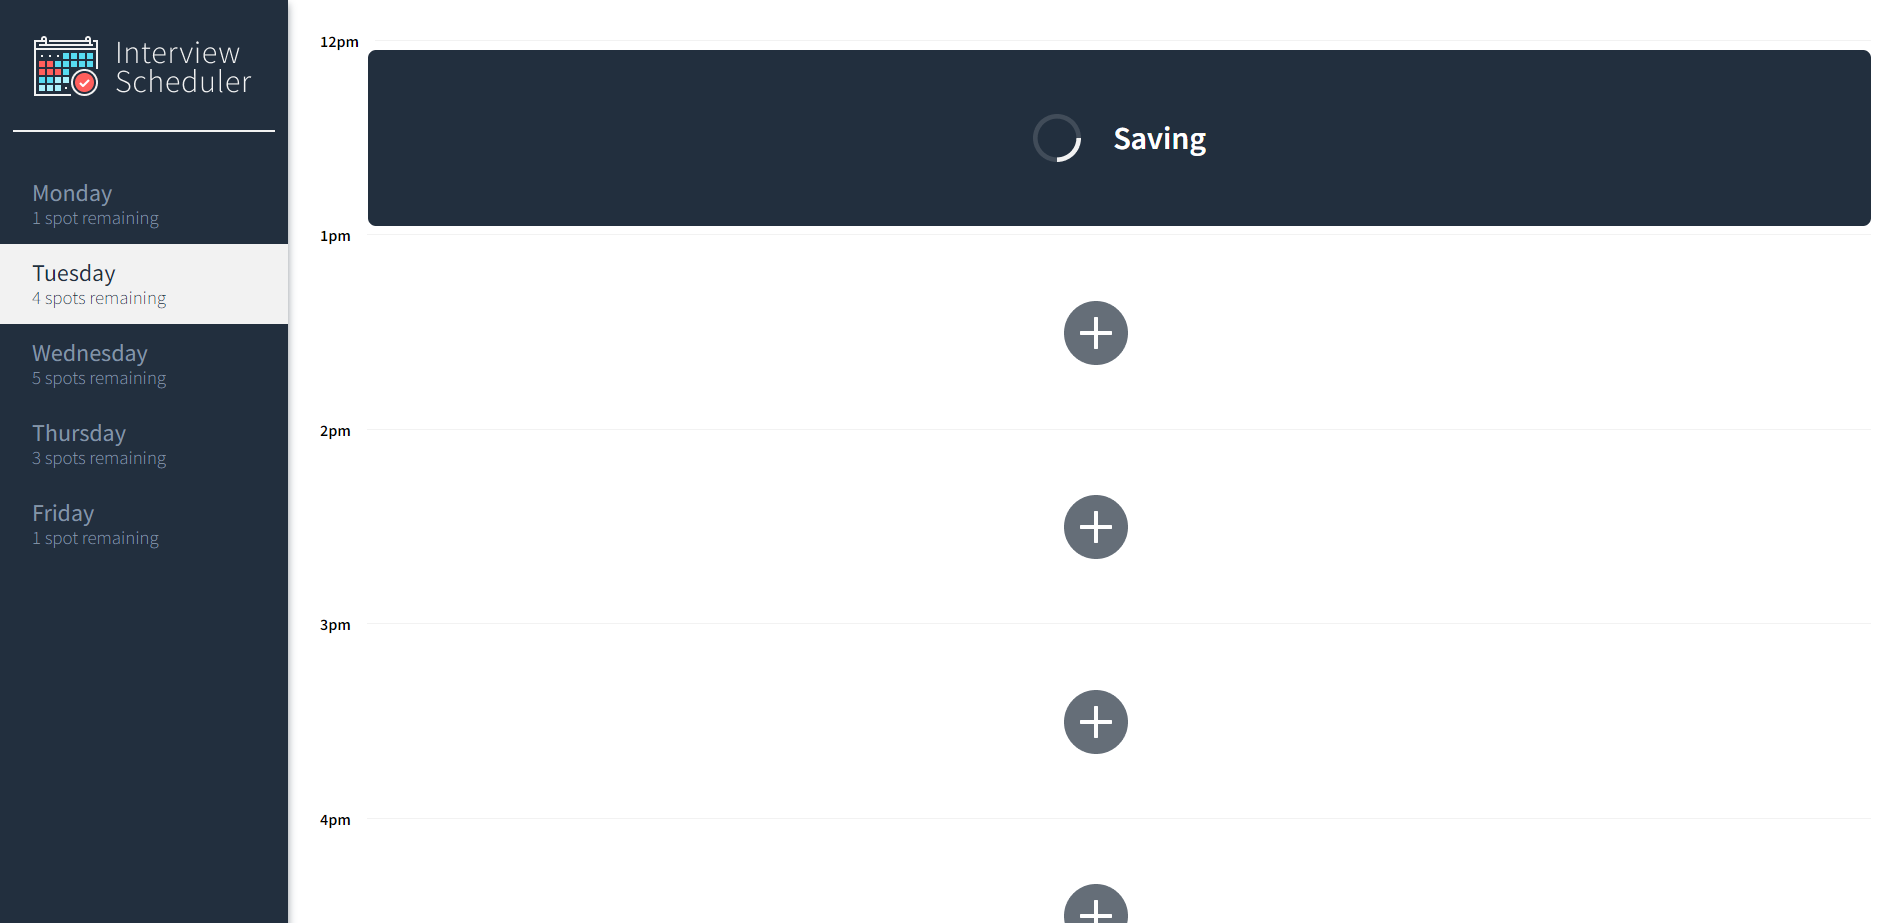 Interview
Scheduler
Monday
1 spot remaining
Tuesday
4 spots remaining
Wednesday
5 spots remaining
Thursday
3 spots remaining
Friday
1 spot remaining
12pm
Saving
1pm
2pm
3pm
4pm